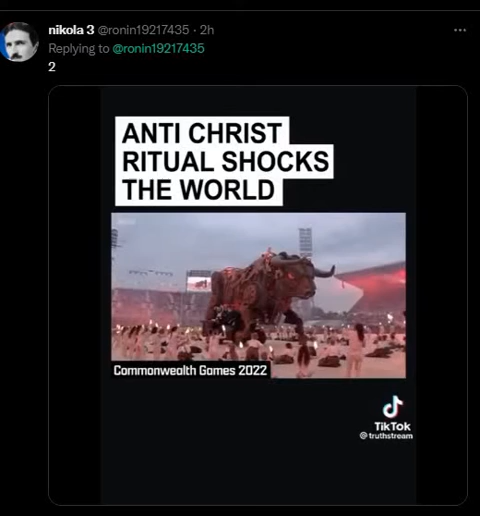 nikola 3 @ronin19217435 · 2h
Replying to @ronin19217435
2
ANTI CHRIST
RITUAL SHOCKS
THE WORLD
Commonwealth Games 2022
TikTok
@truthstream